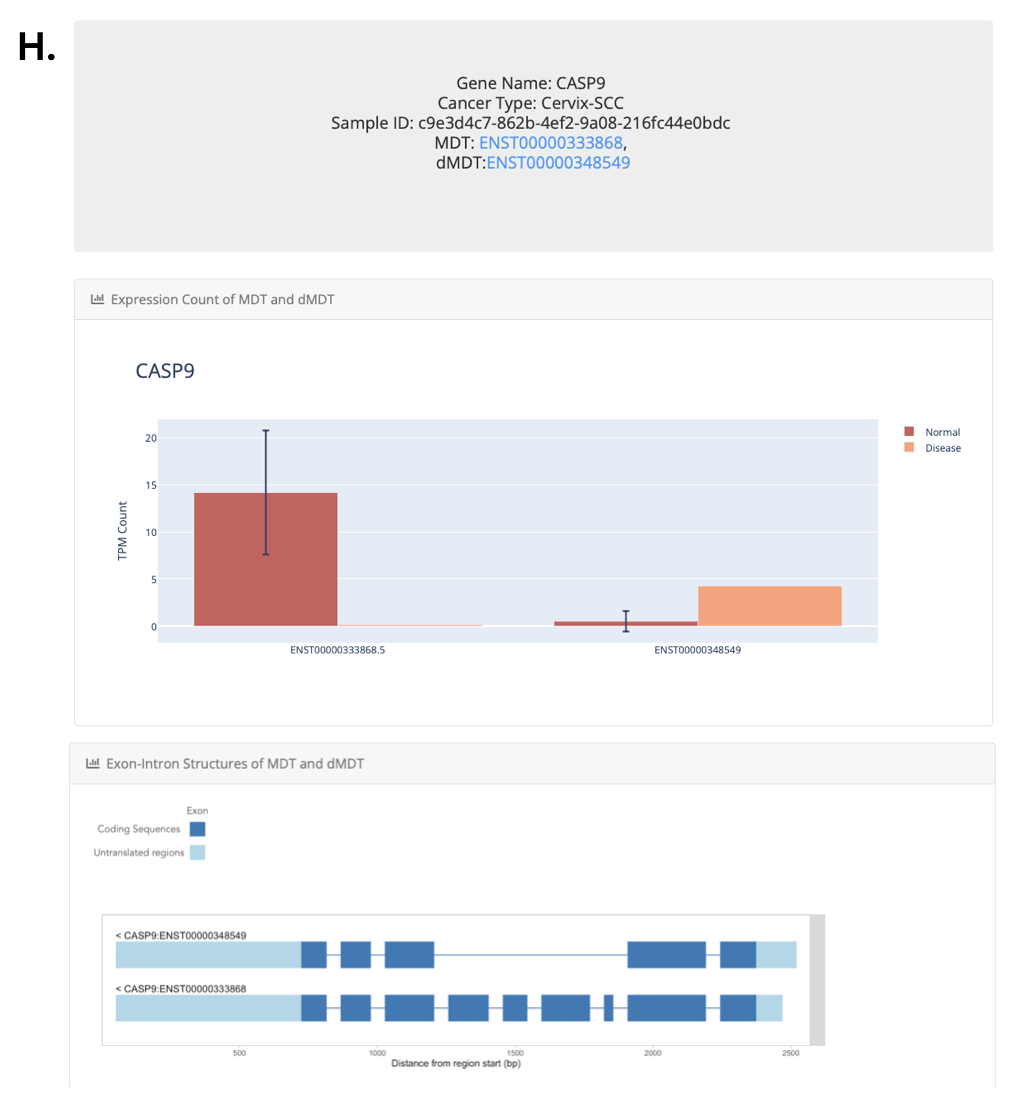 H.
Gene Name: CASP9
Cancer Type: Cervix-SCC
Sample ID: c9e3d4c7-862b-4ef2-9a08-216fc44e0bdc
MDT: ENST00000333868,
dMDT:ENST00000348549
Expression Count of MDT and dMDT
CASP9
Normal
Disease
20
15
10
5
0
TPM Count
ENST00000333868.5
ENST00000348549
Exon-Intron Structures of MDT and dMDT
Exon
Coding Sequences
Untranslated regions
< CASP9:ENST00000348549
< CASP9:ENST00000333868
500
1000
1500
2000
2500
Distance from region start (bp)